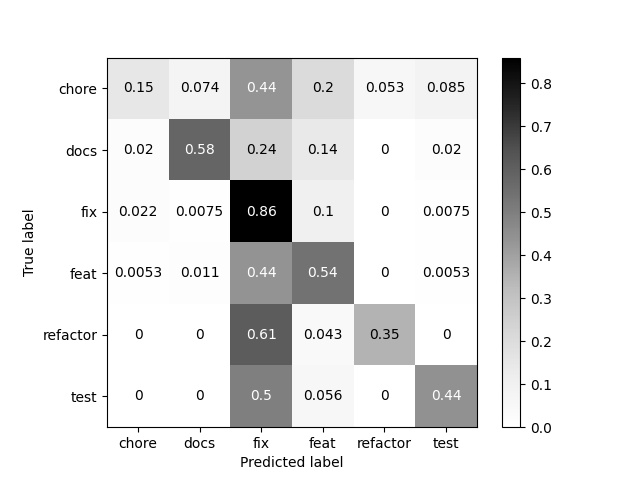 chore 0.15 0.074 0.44 0.2 0.053 0.085
docs 0.02 0.58 0.24 0.14 0 0.02
fix 0.022 0.0075 0.86 0.1 0 0.0075
feat 0.0053 0.011 0.44 0.54 0 0.0053
refactor 0 0 0.61 0.043 0.35 0
test 0 0 0.5 0.056 0 0.44
chore docs fix feat refactor test
Predicted label
True label
0.8
0.7
0.6
0.5
0.4
0.3
0.2
0.1
0.0